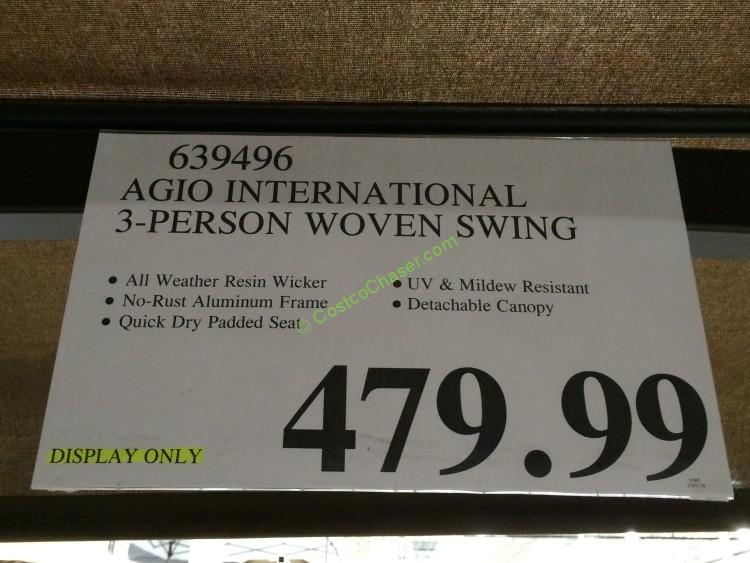 639496
AGIO INTERNATIONAL
3-PERSON WOVEN SWING
• All Weather Resin Wicker
• No-Rust Aluminum Frame
• Quick Dry Padded Seat
• UV & Mildew Resistant
• Detachable Canopy
© CostcoChaser.com
479.99
DISPLAY ONLY